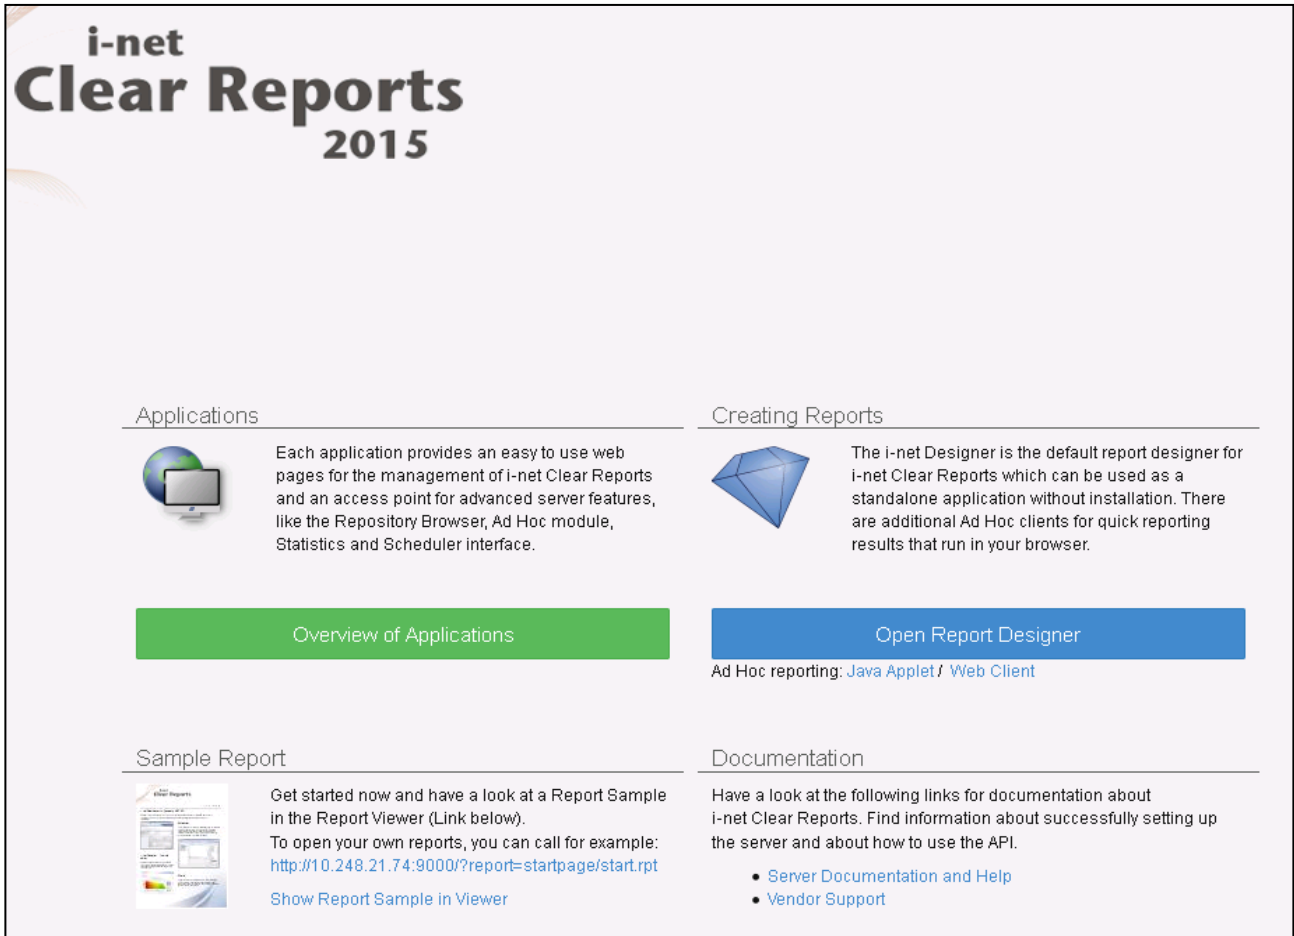 i-net
Clear Reports
2015
Applications
Each application provides an easy to use web
pages for the management of i-net Clear Reports
and an access point for advanced server features,
like the Repository Browser, Ad Hoc module,
Statistics and Scheduler interface.
Overview of Applications
Creating Reports
The i-net Designer is the default report designer for
i-net Clear Reports which can be used as a
standalone application without installation. There
are additional Ad Hoc clients for quick reporting
results that run in your browser.
Open Report Designer
Ad Hoc reporting: Java Applet / Web Client
Sample Report
Clear Reports
Get started now and have a look at a Report Sample
in the Report Viewer (Link below).
To open your own reports, you can call for example:
http://10.248.21.74:9000/?report=startpage/start.rpt
Show Report Sample in Viewer
Documentation
Have a look at the following links for documentation about
i-net Clear Reports. Find information about successfully setting up
the server and about how to use the API.
• Server Documentation and Help
• Vendor Support